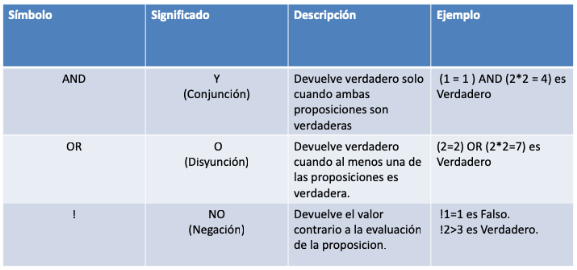 Símbolo
Significado
Descripción
Ejemplo
AND
Y
(Conjunción)
Devuelve verdadero solo
cuando ambas
proposiciones son
verdaderas
(1 = 1 ) AND (2*2 = 4) es
Verdadero
OR
O
(Disyunción)
Devuelve verdadero
cuando al menos una de
las proposiciones es
verdadera.
(2=2) OR (2*2=7) es
Verdadero
!
NO
(Negación)
Devuelve el valor
contrario a la evaluación
de la proposicion.
!1=1 es Falso.
!2>3 es Verdadero.